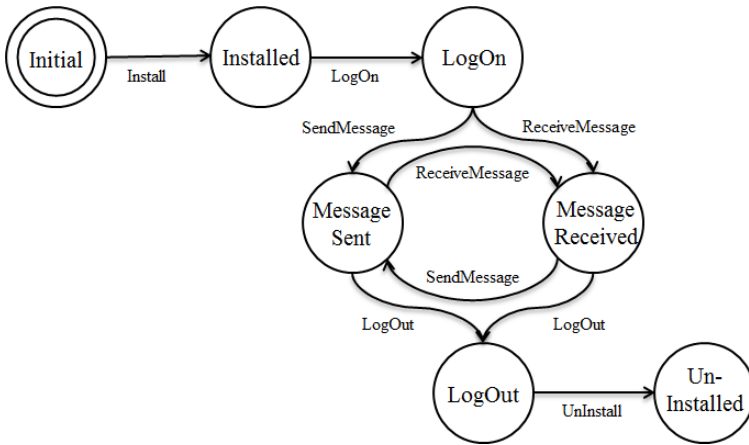 Initial
Install
Installed
LogOn
LogOn
SendMessage
ReceiveMessage
Message
Sent
ReceiveMessage
Message
Received
SendMessage
LogOut
LogOut
LogOut
UnInstall
Un-
Installed